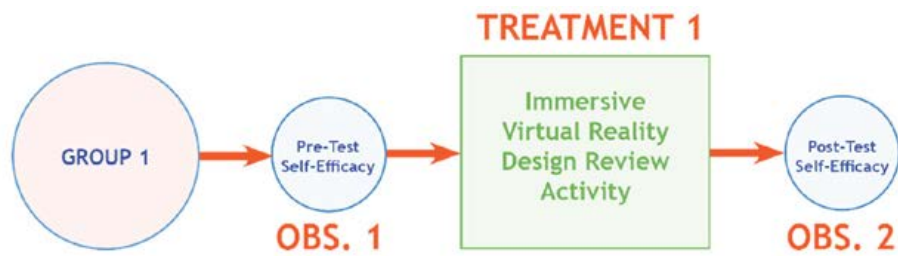 TREATMENT 1
GROUP 1
Pre-Test
Self-Efficacy
OBS. 1
Immersive
Virtual Reality
Design Review
Activity
Post-Test
Self-Efficacy
OBS. 2